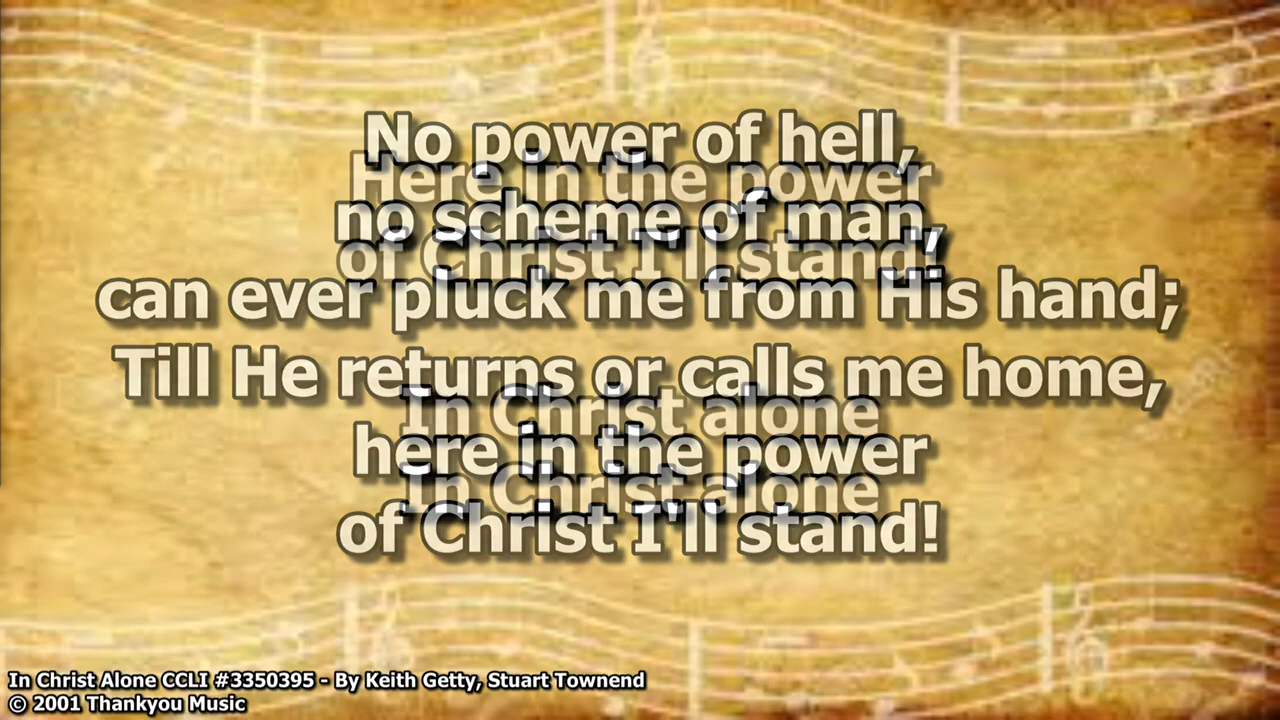 No power of hell,
Here in the power
no scheme of man,
of Christ I'll stand!
can ever pluck me from His hand;
Till He returns or calls me home,
In Christ alone
here in the power
In Christ alone
of Christ I'll stand!
In Christ Alone CCLI #3350395 - By Keith Getty, Stuart Townend
© 2001 Thankyou Music